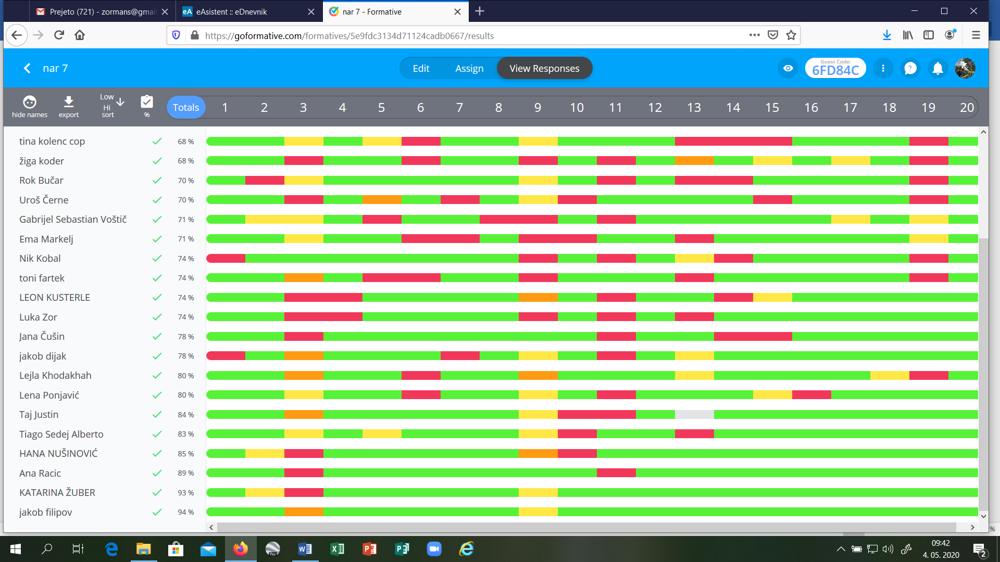 Prejeto (721) - zormans@gmai
eAsistent :: eDnevnik
nar 7 - Formative
https://goformative.com/formatives/5e9fdc3134d71124cadb0667/results
nar 7
Edit
Assign
View Responses
Guest Code:
6FD84C
hide names
export
Low
Hi
sort
%
Totals 1 2 3 4 5 6 7 8 9 10 11 12 13 14 15 16 17 18 19 20
tina kolenc cop 68 %
žiga koder 68 %
Rok Bučar 70 %
Uroš Černe 70 %
Gabrijel Sebastian Voštič 71 %
Ema Markelj 71 %
Nik Kobal 74 %
toni fartek 74 %
LEON KUSTERLE 74 %
Luka Zor 74 %
Jana Čušin 78 %
jakob dijak 78 %
Lejla Khodakhah 80 %
Lena Ponjavić 80 %
Taj Justin 84 %
Tiago Sedej Alberto 83 %
HANA NUŠINOVIĆ 85 %
Ana Racic 89 %
KATARINA ŽUBER 93 %
jakob filipov 94 %
%
Pro
09:42
4. 05. 2020
2